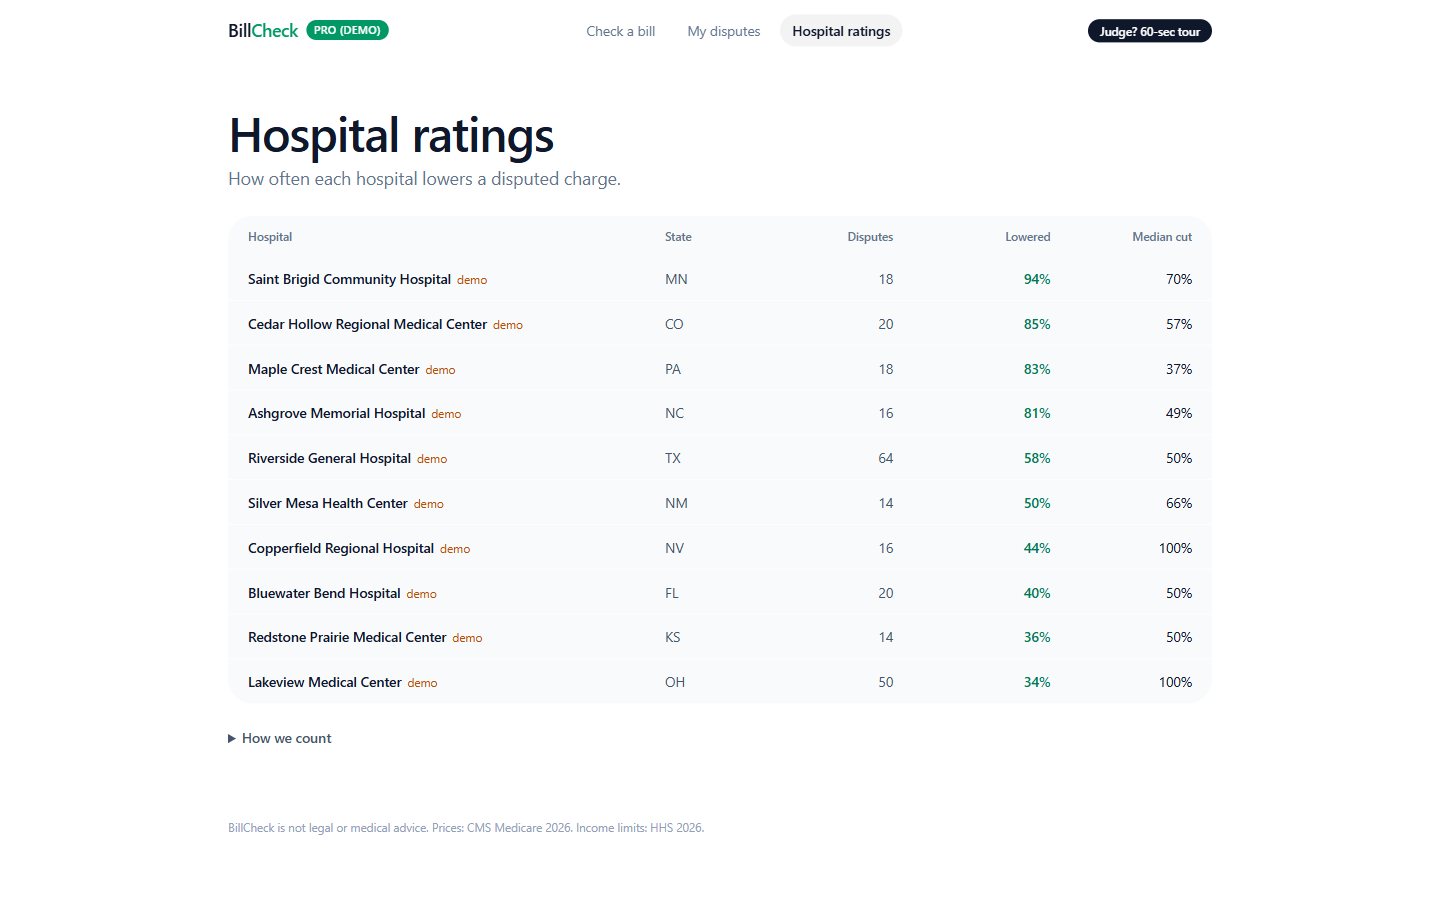 BillCheck PRO (DEMO) Check a bill My disputes Hospital ratings Judge? 60-sec tour
Hospital ratings
How often each hospital lowers a disputed charge.
Hospital State Disputes Lowered Median cut
Saint Brigid Community Hospital demo MN 18 94% 70%
Cedar Hollow Regional Medical Center demo CO 20 85% 57%
Maple Crest Medical Center demo PA 18 83% 37%
Ashgrove Memorial Hospital demo NC 16 81% 49%
Riverside General Hospital demo TX 64 58% 50%
Silver Mesa Health Center demo NM 14 50% 66%
Copperfield Regional Hospital demo NV 16 44% 100%
Bluewater Bend Hospital demo FL 20 40% 50%
Redstone Prairie Medical Center demo KS 14 36% 50%
Lakeview Medical Center demo OH 50 34% 100%
How we count
BillCheck is not legal or medical advice. Prices: CMS Medicare 2026. Income limits: HHS 2026.